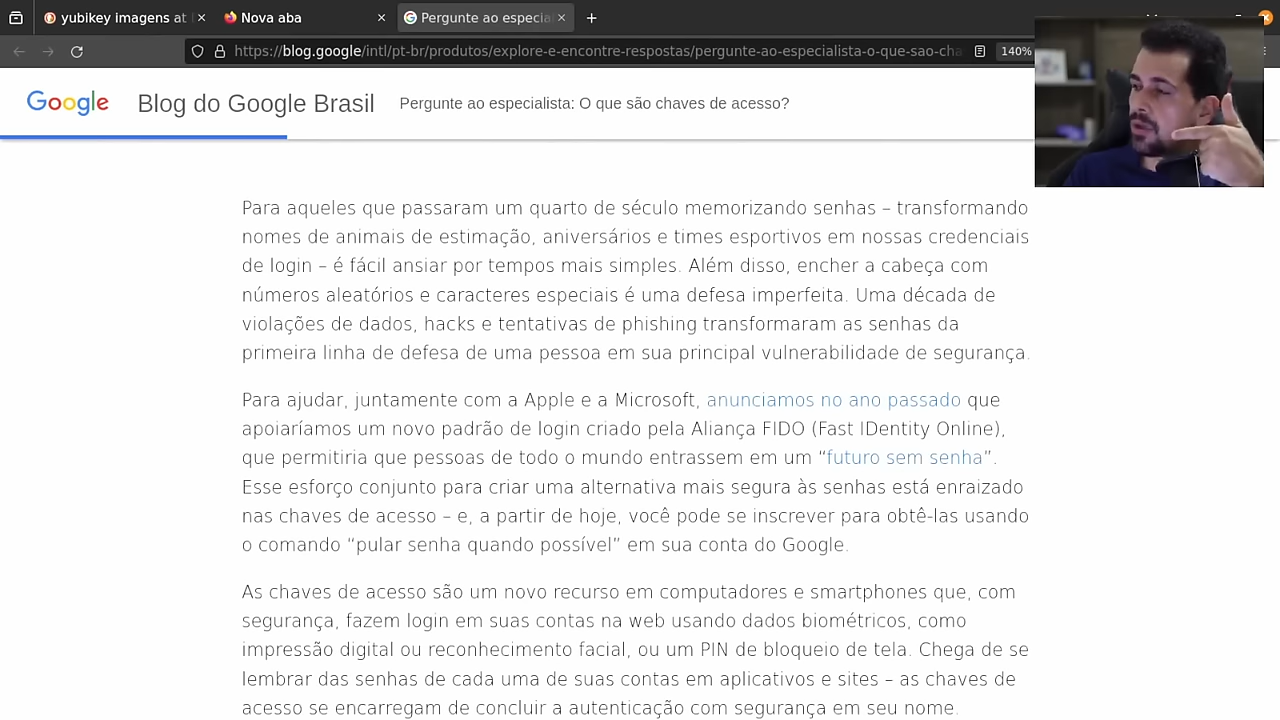 yubikey imagens at
Nova aba
Pergunte ao especia
https://blog.google/intl/pt-br/produtos/explore-e-encontre-respostas/pergunte-ao-especialista-o-que-sao-cha
140%
Google
Blog do Google Brasil
Pergunte ao especialista: O que são chaves de acesso?
Para aqueles que passaram um quarto de século memorizando senhas – transformando
nomes de animais de estimação, aniversários e times esportivos em nossas credenciais
de login – é fácil ansiar por tempos mais simples. Além disso, encher a cabeça com
números aleatórios e caracteres especiais é uma defesa imperfeita. Uma década de
violações de dados, hacks e tentativas de phishing transformaram as senhas da
primeira linha de defesa de uma pessoa em sua principal vulnerabilidade de segurança.
Para ajudar, juntamente com a Apple e a Microsoft, anunciamos no ano passado que
apoiaríamos um novo padrão de login criado pela Aliança FIDO (Fast IDentity Online),
que permitiria que pessoas de todo o mundo entrassem em um “futuro sem senha”.
Esse esforço conjunto para criar uma alternativa mais segura às senhas está enraizado
nas chaves de acesso – e, a partir de hoje, você pode se inscrever para obtê-las usando
o comando “pular senha quando possível” em sua conta do Google.
As chaves de acesso são um novo recurso em computadores e smartphones que, com
segurança, fazem login em suas contas na web usando dados biométricos, como
impressão digital ou reconhecimento facial, ou um PIN de bloqueio de tela. Chega de se
lembrar das senhas de cada uma de suas contas em aplicativos e sites – as chaves de
acesso se encarregam de concluir a autenticação com segurança em seu nome.